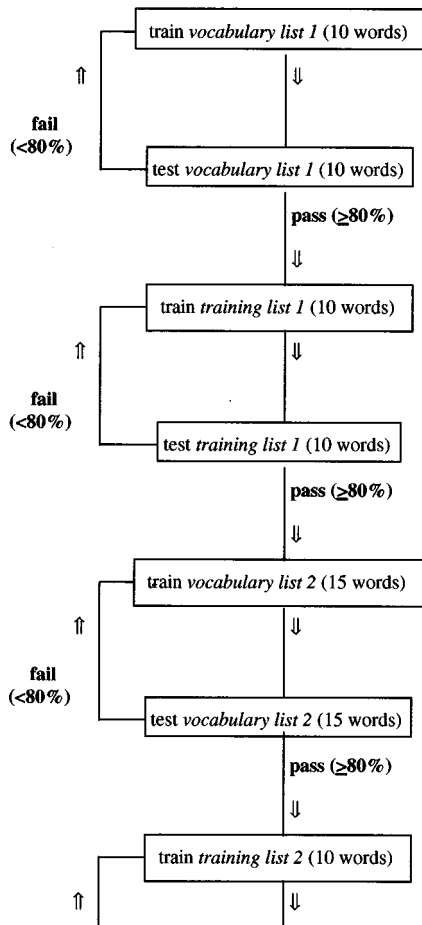 train vocabulary list 1 (10 words)
⇑ ⇓
fail
(<80%)
test vocabulary list 1 (10 words)
pass (≥80%)
⇓
train training list 1 (10 words)
⇑ ⇓
fail
(<80%)
test training list 1 (10 words)
pass (≥80%)
⇓
train vocabulary list 2 (15 words)
⇑ ⇓
fail
(<80%)
test vocabulary list 2 (15 words)
pass (≥80%)
⇓
train training list 2 (10 words)
⇑ ⇓